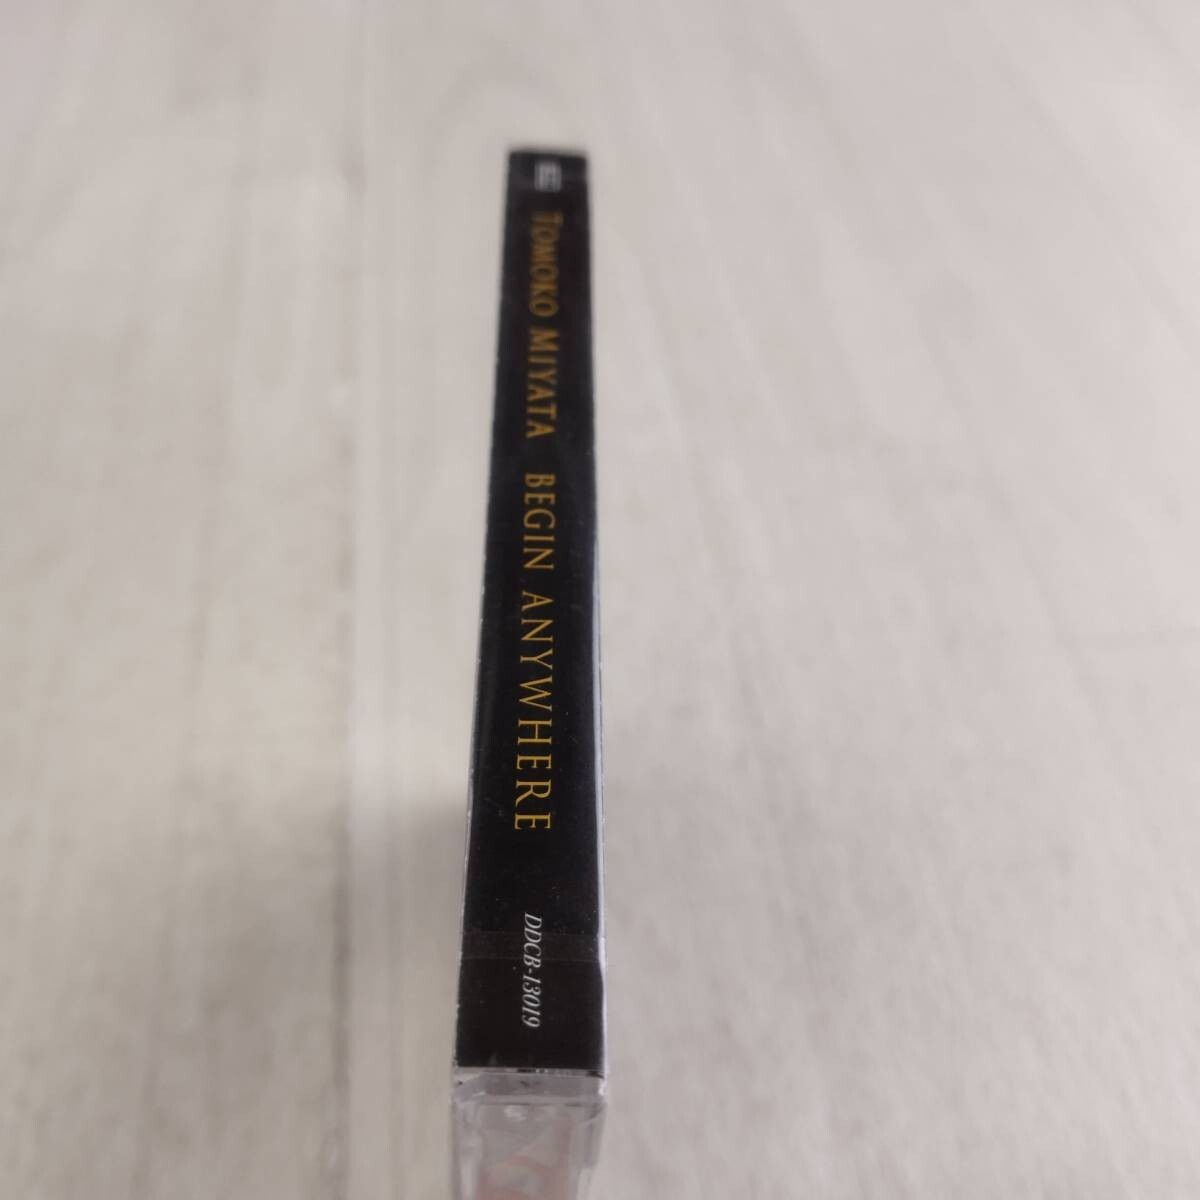 TOMOKO MIYATA BEGIN ANYWHERE
DDCB-13019